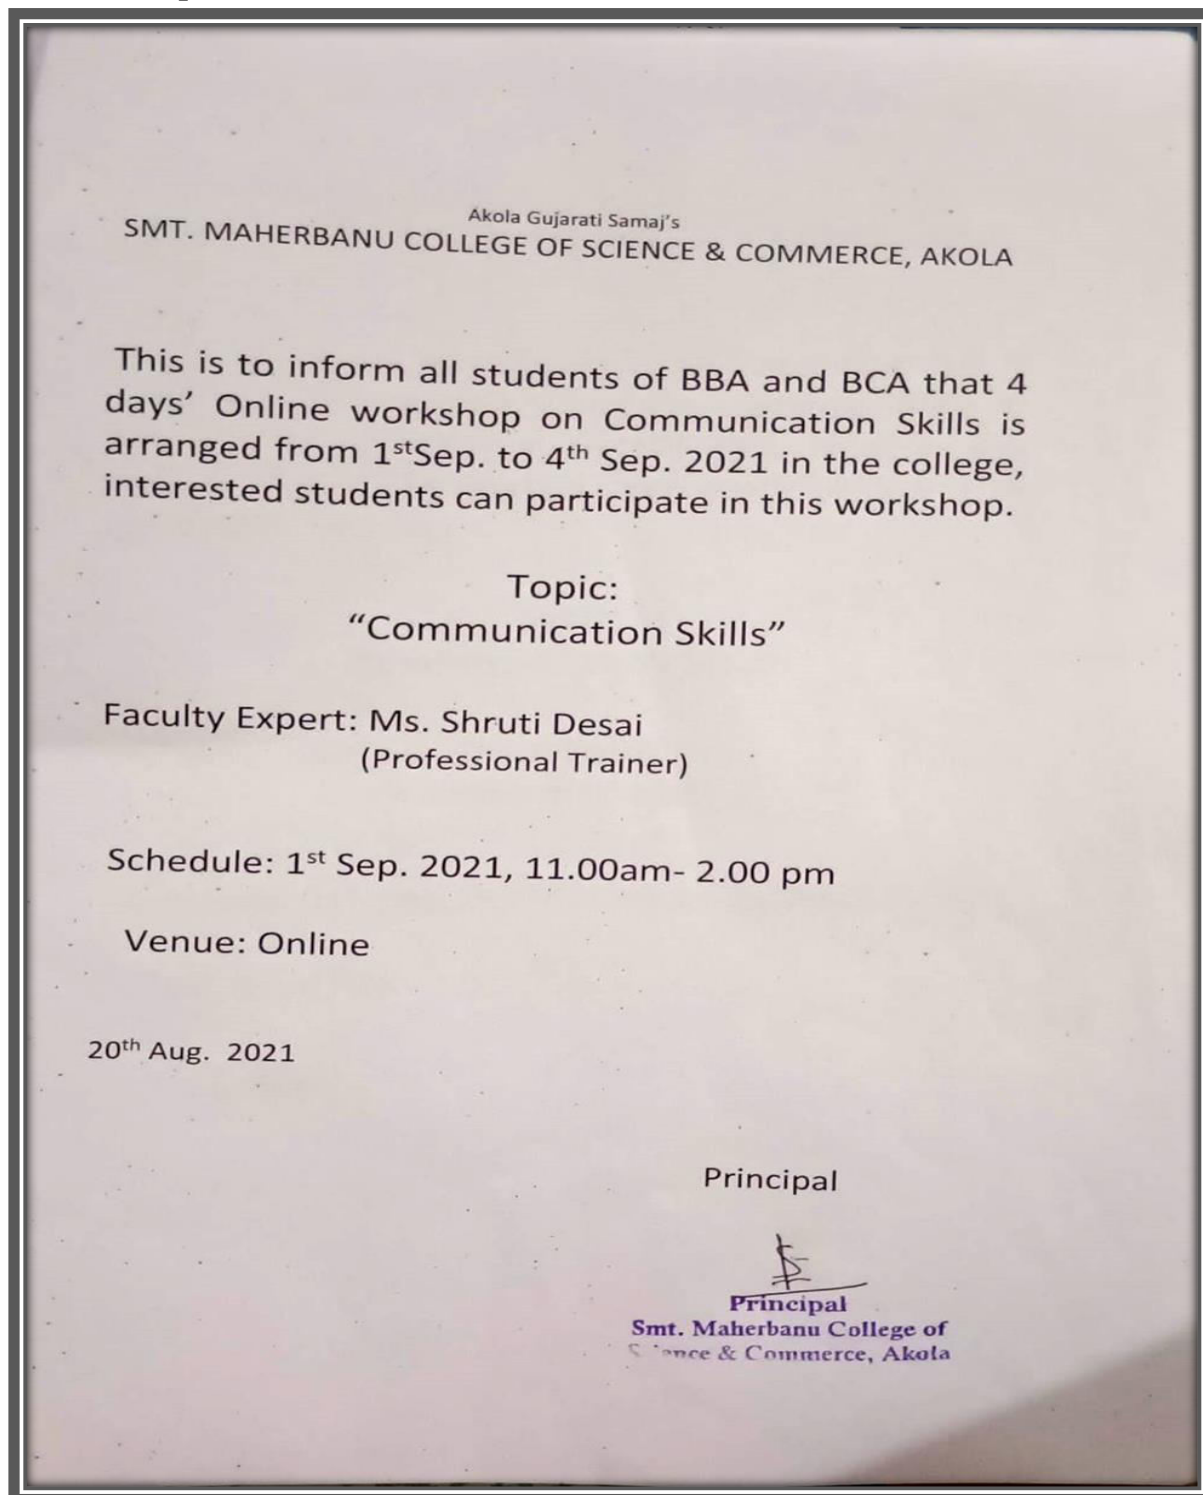 Akola Gujarati Samaj's
SMT. MAHERBANU COLLEGE OF SCIENCE & COMMERCE, AKOLA
This is to inform all students of BBA and BCA that 4
days' Online workshop on Communication Skills is
arranged from 1stSep. to 4th Sep. 2021 in the college,
interested students can participate in this workshop.
Topic:
"Communication Skills"
Faculty Expert: Ms. Shruti Desai
(Professional Trainer)
Schedule: 1st Sep. 2021, 11.00am- 2.00 pm
Venue: Online
20th Aug. 2021
Principal
Principal
Smt. Maherbanu College of
& Commerce, Akola